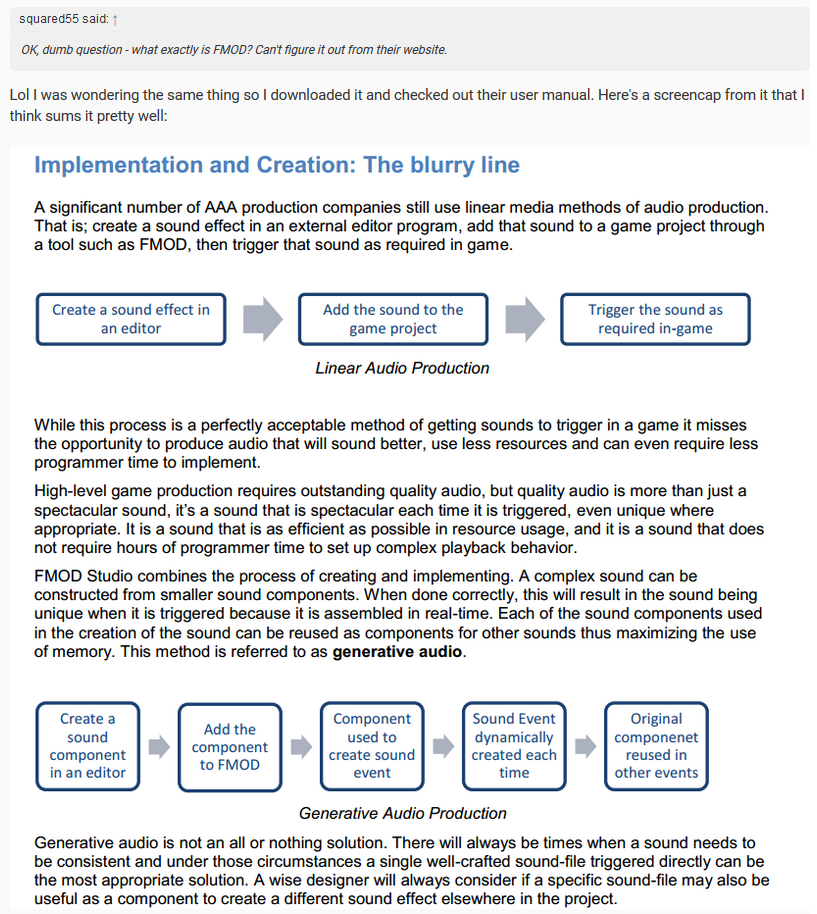 squared55 said: ↑
OK, dumb question - what exactly is FMOD? Can't figure it out from their website.
Lol I was wondering the same thing so I downloaded it and checked out their user manual. Here's a screencap from it that I
think sums it pretty well:
Implementation and Creation: The blurry line
A significant number of AAA production companies still use linear media methods of audio production.
That is; create a sound effect in an external editor program, add that sound to a game project through
a tool such as FMOD, then trigger that sound as required in game.
Create a sound effect in
an editor
Add the sound to the
game project
Trigger the sound as
required in-game
Linear Audio Production
While this process is a perfectly acceptable method of getting sounds to trigger in a game it misses
the opportunity to produce audio that will sound better, use less resources and can even require less
programmer time to implement.
High-level game production requires outstanding quality audio, but quality audio is more than just a
spectacular sound, it's a sound that is spectacular each time it is triggered, even unique where
appropriate. It is a sound that is as efficient as possible in resource usage, and it is a sound that does
not require hours of programmer time to set up complex playback behavior.
FMOD Studio combines the process of creating and implementing. A complex sound can be
constructed from smaller sound components. When done correctly, this will result in the sound being
unique when it is triggered because it is assembled in real-time. Each of the sound components used
in the creation of the sound can be reused as components for other sounds thus maximizing the use
of memory. This method is referred to as generative audio.
Create a
sound
component
in an editor
Add the
component
to FMOD
Component
used to
create sound
event
Sound Event
dynamically
created each
time
Original
componenet
reused in
other events
Generative Audio Production
Generative audio is not an all or nothing solution. There will always be times when a sound needs to
be consistent and under those circumstances a single well-crafted sound-file triggered directly can be
the most appropriate solution. A wise designer will always consider if a specific sound-file may also be
useful as a component to create a different sound effect elsewhere in the project.